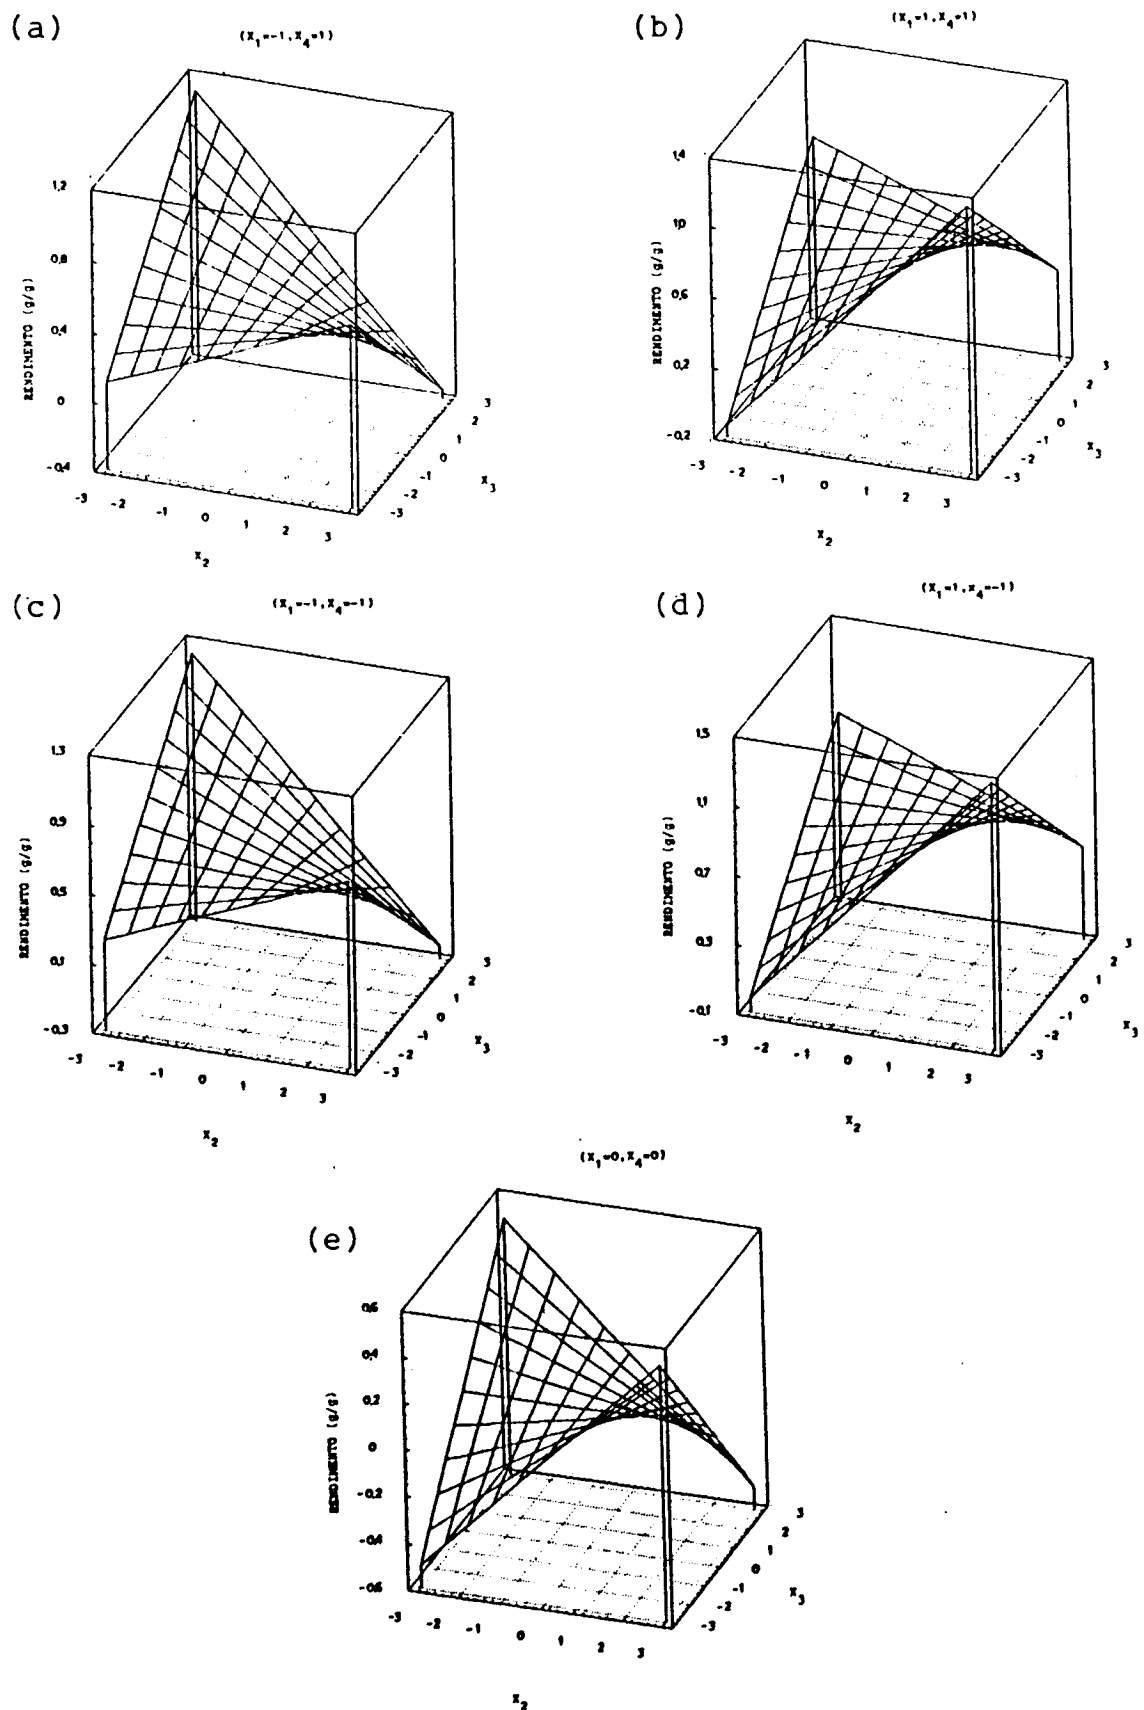 (a)
(X₁=-1,X₄=1)
1,2
0,8
0,4
0
-0,4
RENDIMENTO (g/g)
-3 -2 -1 0 1 2 3
X₂
-3 -2 -1 0 1 2 3
X₃
(b)
(X₁=1,X₄=1)
1,4
1,0
0,6
0,2
-0,2
RENDIMENTO (g/g)
-3 -2 -1 0 1 2 3
X₂
-3 -2 -1 0 1 2 3
X₃
(c)
(X₁=-1,X₄=-1)
1,3
0,9
0,5
0,1
-0,3
RENDIMENTO (g/g)
-3 -2 -1 0 1 2 3
X₂
-3 -2 -1 0 1 2 3
X₃
(d)
(X₁=1,X₄=-1)
1,5
1,1
0,7
0,3
-0,1
RENDIMENTO (g/g)
-3 -2 -1 0 1 2 3
X₂
-3 -2 -1 0 1 2 3
X₃
(e)
(X₁=0,X₄=0)
0,6
0,4
0,2
0
-0,2
-0,4
-0,6
RENDIMENTO (g/g)
-3 -2 -1 0 1 2 3
X₂
-3 -2 -1 0 1 2 3
X₃